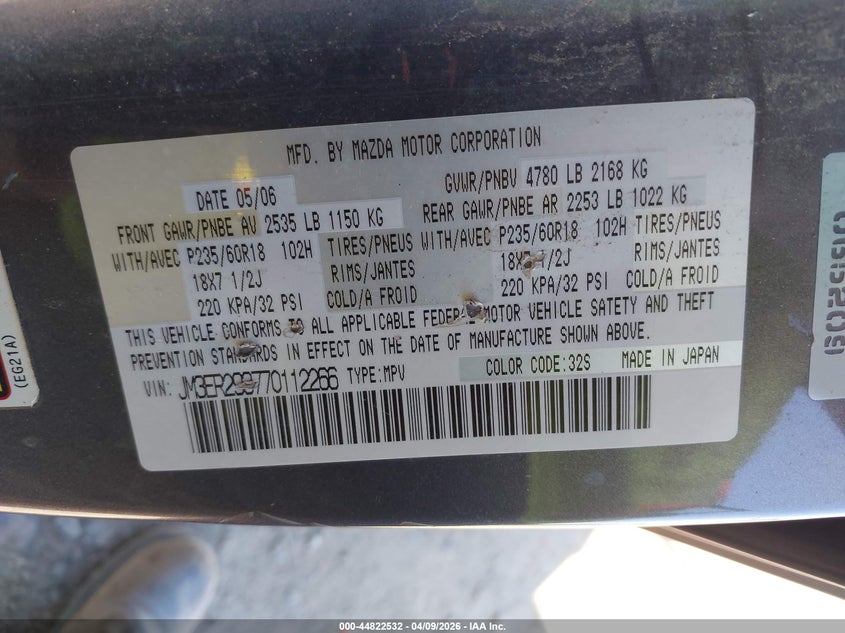 MFD. BY MAZDA MOTOR CORPORATION
DATE 05/06 GVWR/PNBV 4780 LB 2168 KG
FRONT GAWR/PNBE AV 2535 LB 1150 KG REAR GAWR/PNBE AR 2253 LB 1022 KG
WITH/AVEC P235/60R18 102H TIRES/PNEUS WITH/AVEC P235/60R18 102H TIRES/PNEUS
18X7 1/2J RIMS/JANTES 18X7 1/2J RIMS/JANTES
220 KPA/32 PSI COLD/A FROID 220 KPA/32 PSI COLD/A FROID
THIS VEHICLE CONFORMS TO ALL APPLICABLE FEDERAL MOTOR VEHICLE SAFETY AND THEFT
PREVENTION STANDARDS IN EFFECT ON THE DATE OF MANUFACTURE SHOWN ABOVE.
VIN: JM3ER293770112266 TYPE:MPV COLOR CODE:32S MADE IN JAPAN
(EG21A)
000-44822532 - 04/09/2026 - IAA Inc.